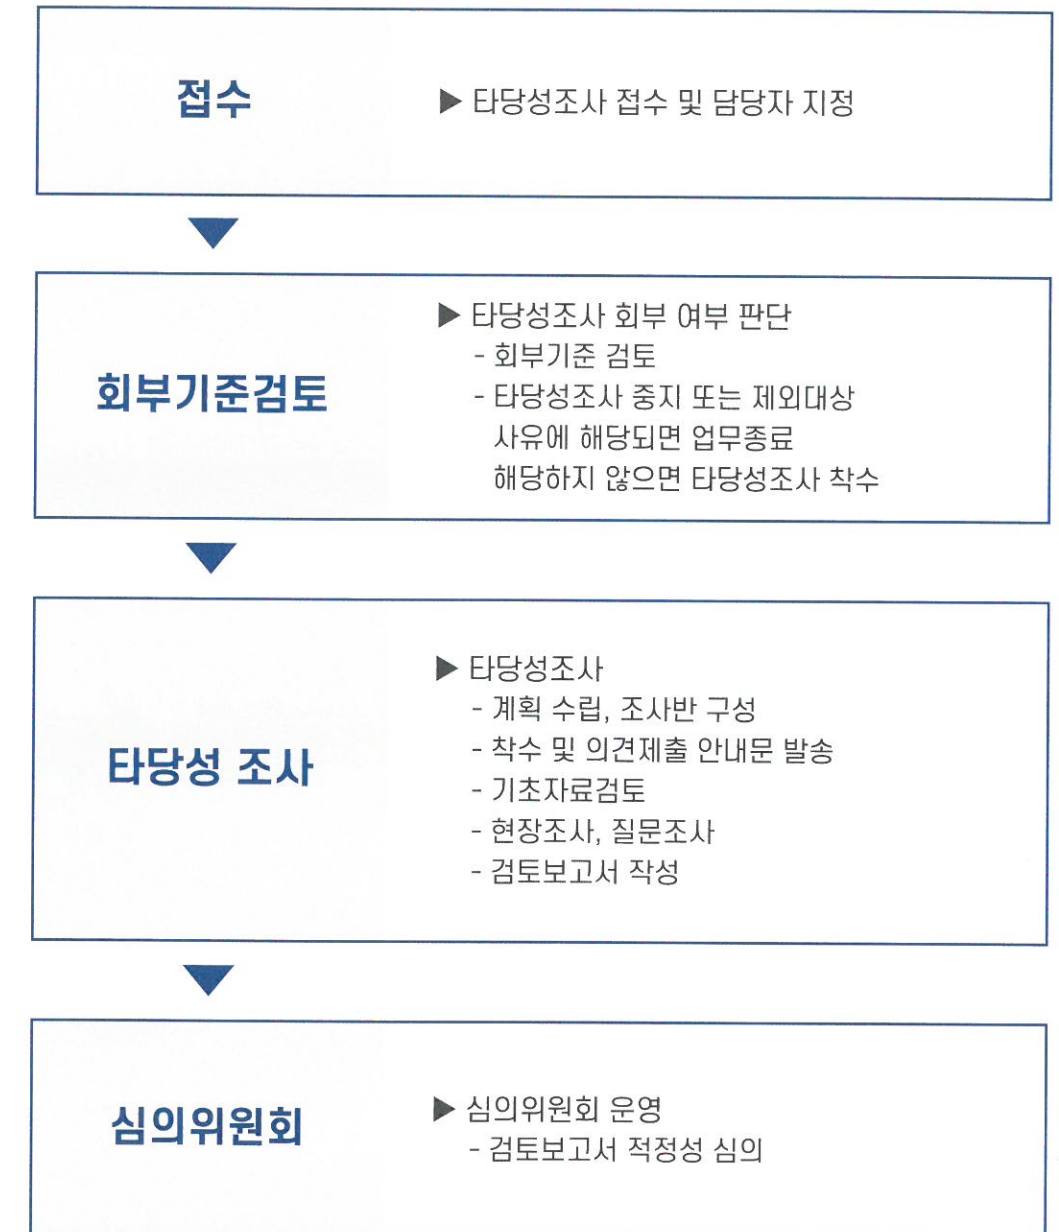 접수
▶ 타당성조사 접수 및 담당자 지정
회부기준검토
▶ 타당성조사 회부 여부 판단
- 회부기준 검토
- 타당성조사 중지 또는 제외대상
사유에 해당되면 업무종료
해당하지 않으면 타당성조사 착수
타당성 조사
▶ 타당성조사
- 계획 수립, 조사반 구성
- 착수 및 의견제출 안내문 발송
- 기초자료검토
- 현장조사, 질문조사
- 검토보고서 작성
심의위원회
▶ 심의위원회 운영
- 검토보고서 적정성 심의